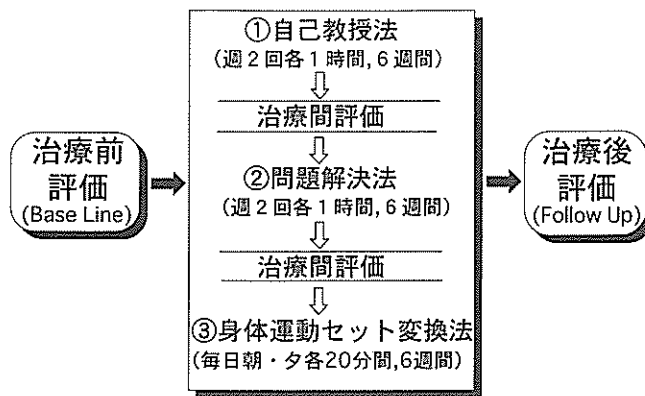 治療前
評価
(Base Line)
①自己教授法
(週2回各1時間, 6週間)
治療間評価
②問題解決法
(週2回各1時間, 6週間)
治療間評価
③身体運動セット変換法
(毎日朝・夕各20分間,6週間)
治療後
評価
(Follow Up)